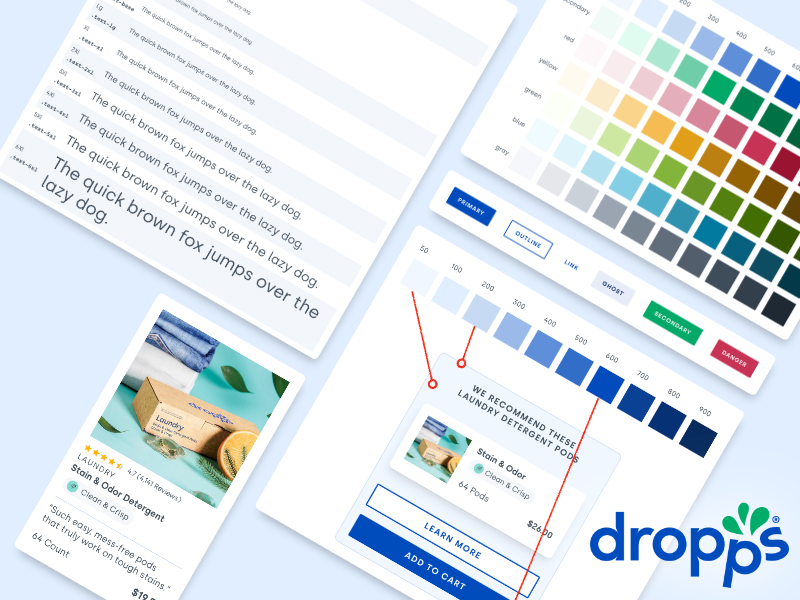 .text-base
The quick brown fox jumps over the lazy dog.
lg
.text-lg
The quick brown fox jumps over the lazy dog.
xl
.text-xl
The quick brown fox jumps over the lazy dog.
2xl
.text-2xl
The quick brown fox jumps over the lazy dog.
3xl
.text-3xl
The quick brown fox jumps over the lazy dog.
4xl
.text-4xl
The quick brown fox jumps over the lazy dog.
5xl
.text-5xl
The quick brown fox jumps over the lazy dog.
6xl
.text-6xl
The quick brown fox jumps over the
lazy dog.
200
300
400
500
red
yellow
green
blue
gray
PRIMARY
OUTLINE
LINK
GHOST
SECONDARY
DANGER
50
100
200
300
400
500
600
700
800
900
WE RECOMMEND THESE
LAUNDRY DETERGENT PODS
Stain & Odor
Clean & Crisp
64 Pods
$26.00
LEARN MORE
ADD TO CART
dropps
Laundry
4.7 (4,161 Reviews)
LAUNDRY
Stain & Odor Detergent
Clean & Crisp
"Such easy, mess-free pods
that truly work on tough stains."
64 Count
dropps®